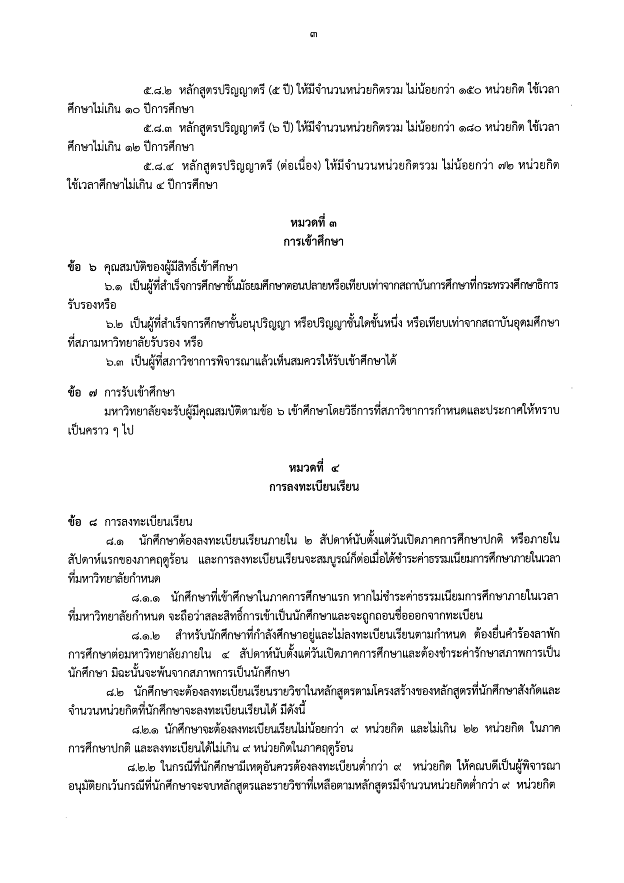 ๓
๕.๘.๒ หลักสูตรปริญญาตรี (๕ ปี) ให้มีจำนวนหน่วยกิตรวม ไม่น้อยกว่า ๑๕๐ หน่วยกิต ใช้เวลา
ศึกษาไม่เกิน ๑๐ ปีการศึกษา
๕.๘.๓ หลักสูตรปริญญาตรี (๖ ปี) ให้มีจำนวนหน่วยกิตรวม ไม่น้อยกว่า ๑๘๐ หน่วยกิต ใช้เวลา
ศึกษาไม่เกิน ๑๒ ปีการศึกษา
๕.๘.๔ หลักสูตรปริญญาตรี (ต่อเนื่อง) ให้มีจำนวนหน่วยกิตรวม ไม่น้อยกว่า ๗๒ หน่วยกิต
ใช้เวลาศึกษาไม่เกิน ๔ ปีการศึกษา
หมวดที่ ๓
การเข้าศึกษา
ข้อ ๖ คุณสมบัติของผู้มีสิทธิ์เข้าศึกษา
๖.๑ เป็นผู้ที่สำเร็จการศึกษาชั้นมัธยมศึกษาตอนปลายหรือเทียบเท่าจากสถาบันการศึกษาที่กระทรวงศึกษาธิการ
รับรองหรือ
๖.๒ เป็นผู้ที่สำเร็จการศึกษาชั้นอนุปริญญา หรือปริญญาชั้นใดชั้นหนึ่ง หรือเทียบเท่าจากสถาบันอุดมศึกษา
ที่สภามหาวิทยาลัยรับรอง หรือ
๖.๓ เป็นผู้ที่สภาวิชาการพิจารณาแล้วเห็นสมควรให้รับเข้าศึกษาได้
ข้อ ๗ การรับเข้าศึกษา
มหาวิทยาลัยจะรับผู้มีคุณสมบัติตามข้อ ๖ เข้าศึกษาโดยวิธีการที่สภาวิชาการกำหนดและประกาศให้ทราบ
เป็นคราว ๆ ไป
หมวดที่ ๔
การลงทะเบียนเรียน
ข้อ ๘ การลงทะเบียนเรียน
๘.๑ นักศึกษาต้องลงทะเบียนเรียนภายใน ๒ สัปดาห์นับตั้งแต่วันเปิดภาคการศึกษาปกติ หรือภายใน
สัปดาห์แรกของภาคฤดูร้อน และการลงทะเบียนเรียนจะสมบูรณ์ก็ต่อเมื่อได้ชำระค่าธรรมเนียมการศึกษาภายในเวลา
ที่มหาวิทยาลัยกำหนด
๘.๑.๑ นักศึกษาที่เข้าศึกษาในภาคการศึกษาแรก หากไม่ชำระค่าธรรมเนียมการศึกษาภายในเวลา
ที่มหาวิทยาลัยกำหนด จะถือว่าสละสิทธิ์การเข้าเป็นนักศึกษาและจะถูกถอนชื่อออกจากทะเบียน
๘.๑.๒ สำหรับนักศึกษาที่กำลังศึกษาอยู่และไม่ลงทะเบียนเรียนตามกำหนด ต้องยื่นคำร้องลาพัก
การศึกษาต่อมหาวิทยาลัยภายใน ๔ สัปดาห์นับตั้งแต่วันเปิดภาคการศึกษาและต้องชำระค่ารักษาสภาพการเป็น
นักศึกษา มิฉะนั้นจะพ้นจากสภาพการเป็นนักศึกษา
๘.๒ นักศึกษาจะต้องลงทะเบียนเรียนรายวิชาในหลักสูตรตามโครงสร้างของหลักสูตรที่นักศึกษาสังกัดและ
จำนวนหน่วยกิตที่นักศึกษาจะลงทะเบียนเรียนได้ มีดังนี้
๘.๒.๑ นักศึกษาจะต้องลงทะเบียนเรียนไม่น้อยกว่า ๙ หน่วยกิต และไม่เกิน ๒๒ หน่วยกิต ในภาค
การศึกษาปกติ และลงทะเบียนได้ไม่เกิน ๙ หน่วยกิตในภาคฤดูร้อน
๘.๒.๒ ในกรณีที่นักศึกษามีเหตุอันควรต้องลงทะเบียนต่ำกว่า ๙ หน่วยกิต ให้คณบดีเป็นผู้พิจารณา
อนุมัติยกเว้นกรณีที่นักศึกษาจะจบหลักสูตรและรายวิชาที่เหลือตามหลักสูตรมีจำนวนหน่วยกิตต่ำกว่า ๙ หน่วยกิต